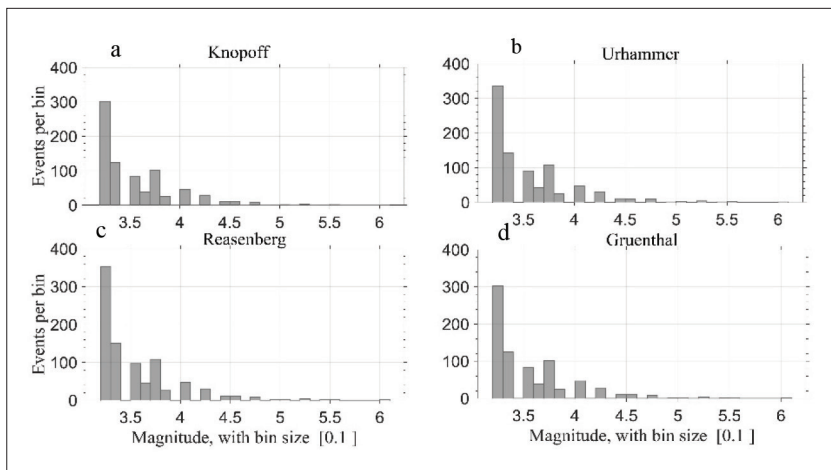 a
Knopoff
Events per bin
400
300
200
100
0
3.5 4 4.5 5 5.5 6
b
Urhammer
400
300
200
100
0
3.5 4 4.5 5 5.5 6
c
Reasenberg
Events per bin
400
300
200
100
0
3.5 4 4.5 5 5.5 6
Magnitude, with bin size [0.1 ]
d
Gruenthal
400
300
200
100
0
3.5 4 4.5 5 5.5 6
Magnitude, with bin size [0.1 ]